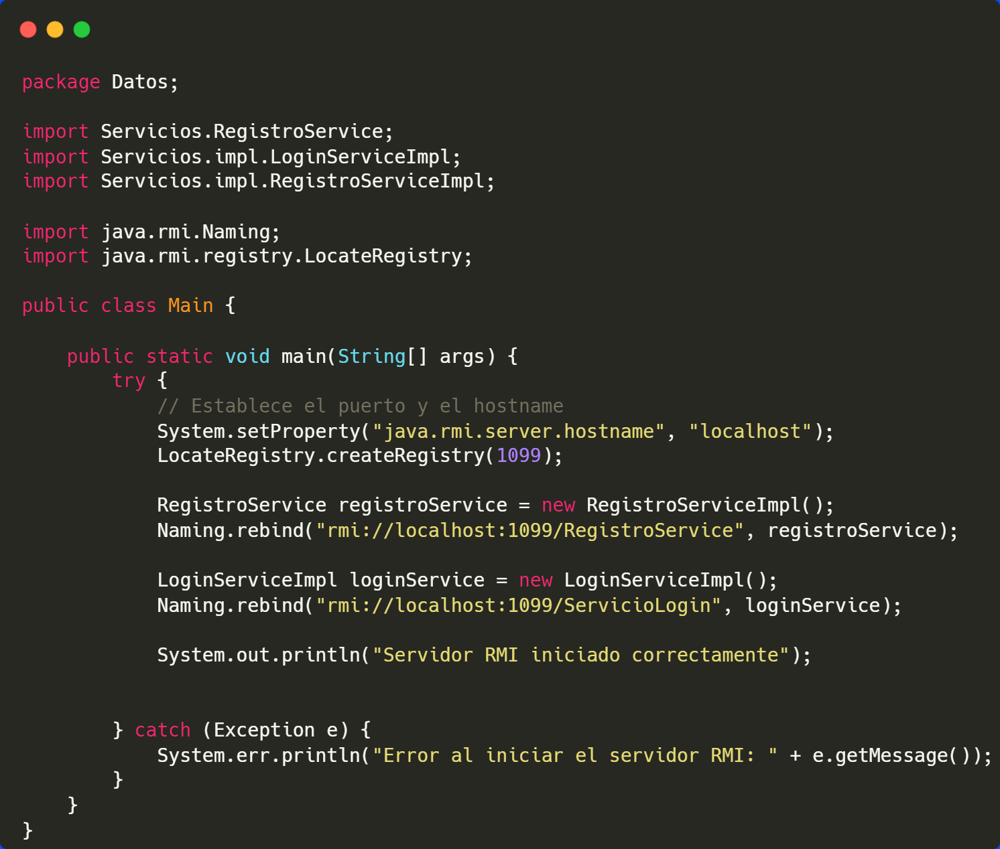 package Datos;

import Servicios.RegistroService;
import Servicios.impl.LoginServiceImpl;
import Servicios.impl.RegistroServiceImpl;

import java.rmi.Naming;
import java.rmi.registry.LocateRegistry;

public class Main {

    public static void main(String[] args) {
        try {
            // Establece el puerto y el hostname
            System.setProperty("java.rmi.server.hostname", "localhost");
            LocateRegistry.createRegistry(1099);

            RegistroService registroService = new RegistroServiceImpl();
            Naming.rebind("rmi://localhost:1099/RegistroService", registroService);

            LoginServiceImpl loginService = new LoginServiceImpl();
            Naming.rebind("rmi://localhost:1099/ServicioLogin", loginService);

            System.out.println("Servidor RMI iniciado correctamente");


        } catch (Exception e) {
            System.err.println("Error al iniciar el servidor RMI: " + e.getMessage());
        }
    }
}